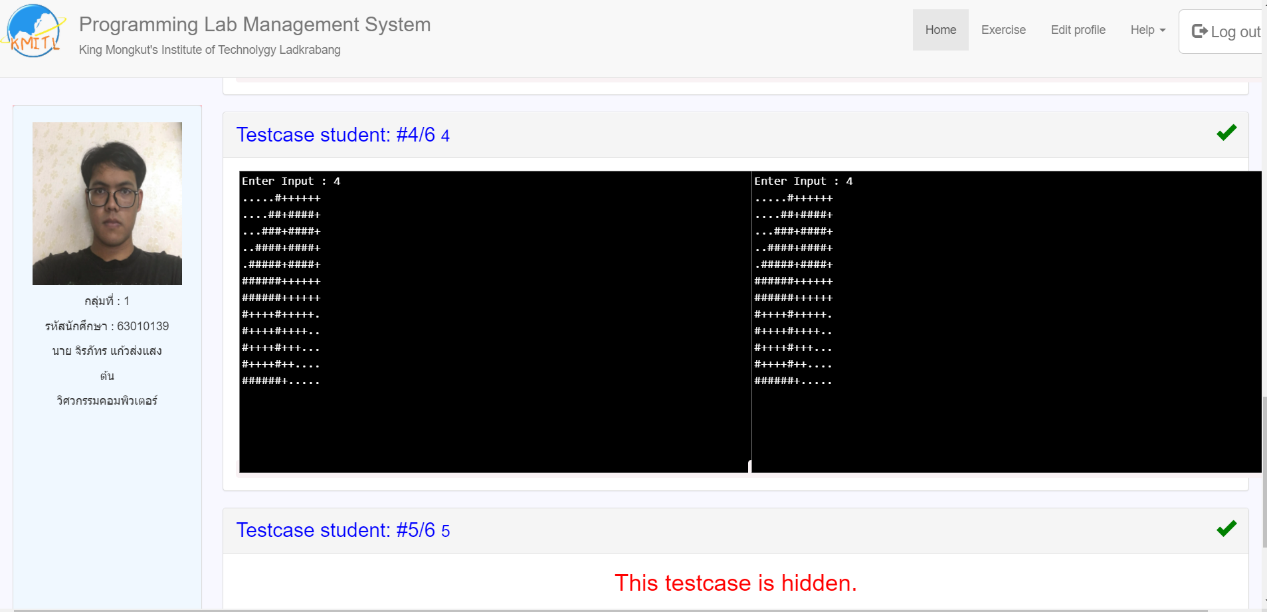 KMITL
Programming Lab Management System
King Mongkut's Institute of Technolygy Ladkrabang
Home Exercise Edit profile Help Log out
กลุ่มที่ : 1
รหัสนักศึกษา : 63010139
นาย จิรภัทร แก้วส่งแสง
ต้น
วิศวกรรมคอมพิวเตอร์
Testcase student: #4/6 4
Enter Input : 4
.....#++++++
....##+####+
...###+####+
..####+####+
.#####+####+
######++++++
######++++++
#++++#+++++.
#++++#++++..
#++++#+++...
#++++#++....
######+.....
Enter Input : 4
.....#++++++
....##+####+
...###+####+
..####+####+
.#####+####+
######++++++
######++++++
#++++#+++++.
#++++#++++..
#++++#+++...
#++++#++....
######+.....
Testcase student: #5/6 5
This testcase is hidden.